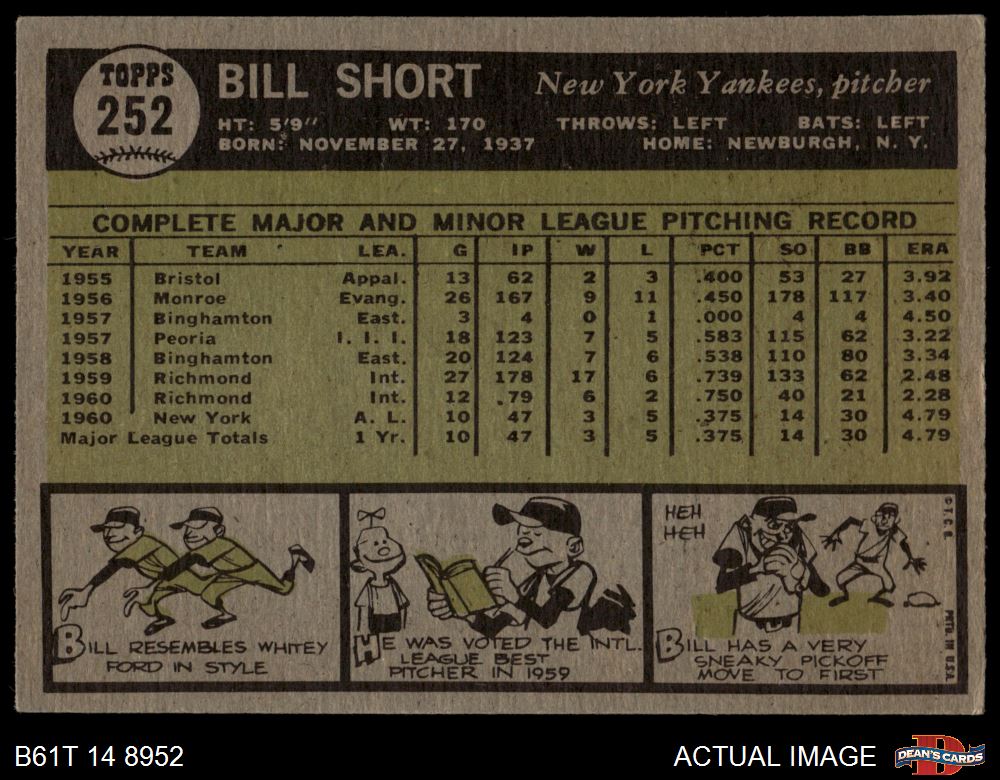 TOPPS
252
BILL SHORT New York Yankees, pitcher
HT: 5'9" WT: 170 THROWS: LEFT BATS: LEFT
BORN: NOVEMBER 27, 1937 HOME: NEWBURGH, N. Y.
COMPLETE MAJOR AND MINOR LEAGUE PITCHING RECORD
YEAR TEAM LEA. G IP W L PCT SO BB ERA
1955 Bristol Appal. 13 62 2 3 .400 53 27 3.92
1956 Monroe Evang. 26 167 9 11 .450 178 117 3.40
1957 Binghamton East. 3 4 0 1 .000 4 4 4.50
1957 Peoria I. I. I. 18 123 7 5 .583 115 62 3.22
1958 Binghamton East. 20 124 7 6 .538 110 80 3.34
1959 Richmond Int. 27 178 17 6 .739 133 62 2.48
1960 Richmond Int. 12 79 6 2 .750 40 21 2.28
1960 New York A. L. 10 47 3 5 .375 14 30 4.79
Major League Totals 1 Yr. 10 47 3 5 .375 14 30 4.79
BILL RESEMBLES WHITEY
FORD IN STYLE
HE WAS VOTED THE INTL.
LEAGUE BEST
PITCHER IN 1959
HEH
HEH
BILL HAS A VERY
SNEAKY PICKOFF
MOVE TO FIRST
© T. C. G.
PRTD. IN U.S.A.
B61T 14 8952
ACTUAL IMAGE
DEAN'S CARDS